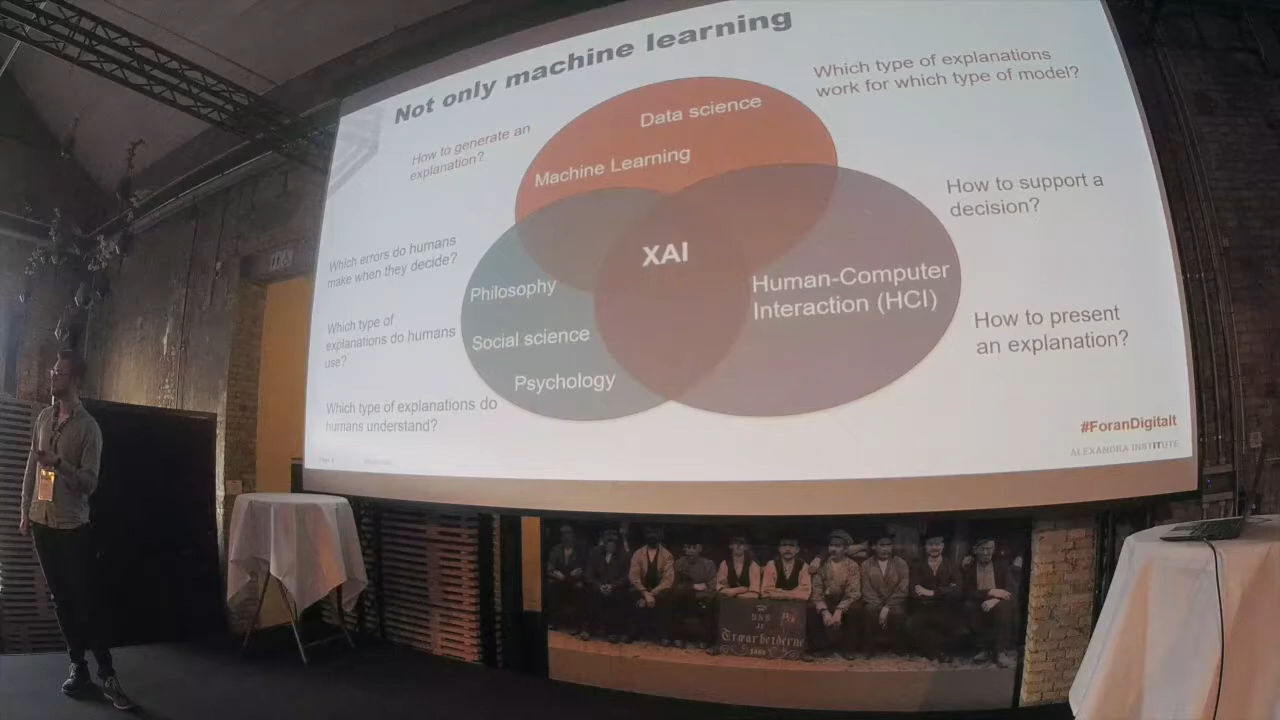 Not only machine learning
Which type of explanations
work for which type of model?
Data science
How to generate an
explanation?
Machine Learning
How to support a
decision?
XAI
Which errors do humans
make when they decide?
Human-Computer
Interaction (HCI)
Philosophy
Which type of
explanations do humans
use?
Social science
How to present
an explanation?
Psychology
Which type of explanations do
humans understand?
#ForanDigitalt
ALEXANDRA INSTITUTE
Træarbejderne